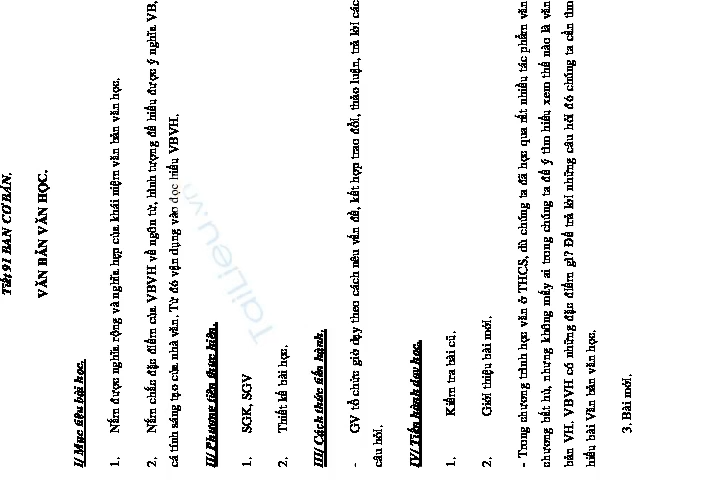 Tiết 91 BAN CƠ BẢN.
VĂN BẢN VĂN HỌC.
I/ Mục tiêu bài học.
1. Nắm được nghĩa rộng và nghĩa hẹp của khái niệm văn bản văn học.
2. Nắm chắc đặc điểm của VBVH về ngôn từ, hình tượng để hiểu được ý nghĩa VB,
cá tính sáng tạo của nhà văn. Từ đó vận dụng vào đọc hiểu VBVH.
II/ Phương tiện thực hiện.
1. SGK, SGV
2. Thiết kế bài học.
III/ Cách thức tiến hành.
- GV tổ chức giờ dạy theo cách nêu vấn đề, kết hợp trao đổi, thảo luận, trả lời các
câu hỏi.
IV/ Tiến hành dạy học.
1. Kiểm tra bài cũ.
2. Giới thiệu bài mới.
- Trong chương trình học văn ở THCS, dù chúng ta đã học qua rất nhiều tác phẩm văn
chương bất hủ, nhưng không mấy ai trong chúng ta để ý tìm hiểu xem thế nào là văn
bản VH. VBVH có những đặc điểm gì? Để trả lời những câu hỏi đó chúng ta cần tìm
hiểu bài Văn bản văn học.
3. Bài mới.
TaiLieu.vn